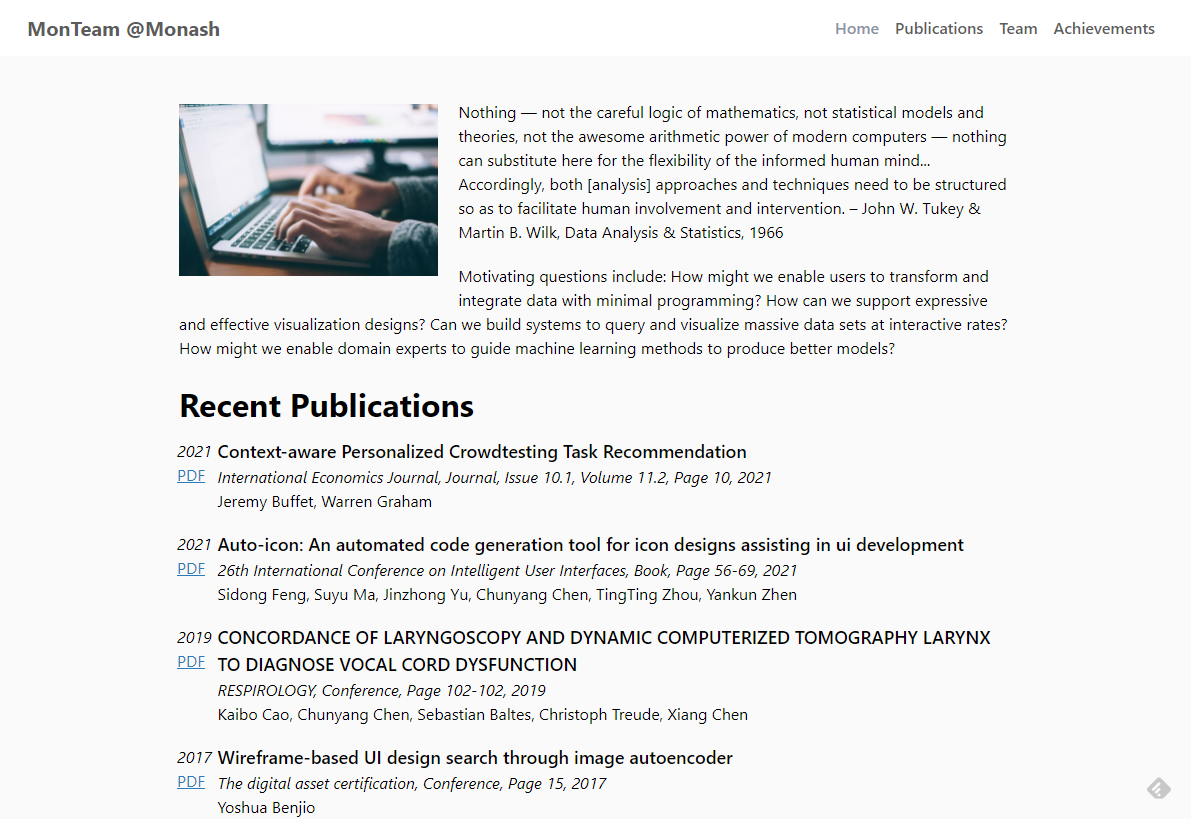 MonTeam @Monash
Home Publications Team Achievements
Nothing — not the careful logic of mathematics, not statistical models and
theories, not the awesome arithmetic power of modern computers — nothing
can substitute here for the flexibility of the informed human mind...
Accordingly, both [analysis] approaches and techniques need to be structured
so as to facilitate human involvement and intervention. – John W. Tukey &
Martin B. Wilk, Data Analysis & Statistics, 1966
Motivating questions include: How might we enable users to transform and
integrate data with minimal programming? How can we support expressive
and effective visualization designs? Can we build systems to query and visualize massive data sets at interactive rates?
How might we enable domain experts to guide machine learning methods to produce better models?
Recent Publications
2021 Context-aware Personalized Crowdtesting Task Recommendation
PDF International Economics Journal, Journal, Issue 10.1, Volume 11.2, Page 10, 2021
Jeremy Buffet, Warren Graham
2021 Auto-icon: An automated code generation tool for icon designs assisting in ui development
PDF 26th International Conference on Intelligent User Interfaces, Book, Page 56-69, 2021
Sidong Feng, Suyu Ma, Jinzhong Yu, Chunyang Chen, TingTing Zhou, Yankun Zhen
2019 CONCORDANCE OF LARYNGOSCOPY AND DYNAMIC COMPUTERIZED TOMOGRAPHY LARYNX
PDF TO DIAGNOSE VOCAL CORD DYSFUNCTION
RESPIROLOGY, Conference, Page 102-102, 2019
Kaibo Cao, Chunyang Chen, Sebastian Baltes, Christoph Treude, Xiang Chen
2017 Wireframe-based UI design search through image autoencoder
PDF The digital asset certification, Conference, Page 15, 2017
Yoshua Benjio